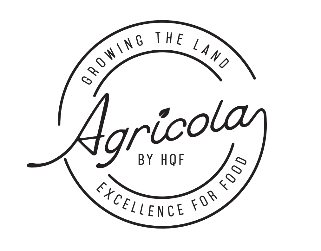 GROWING THE LAND
Agricola
BY HQF
EXCELLENCE FOR FOOD